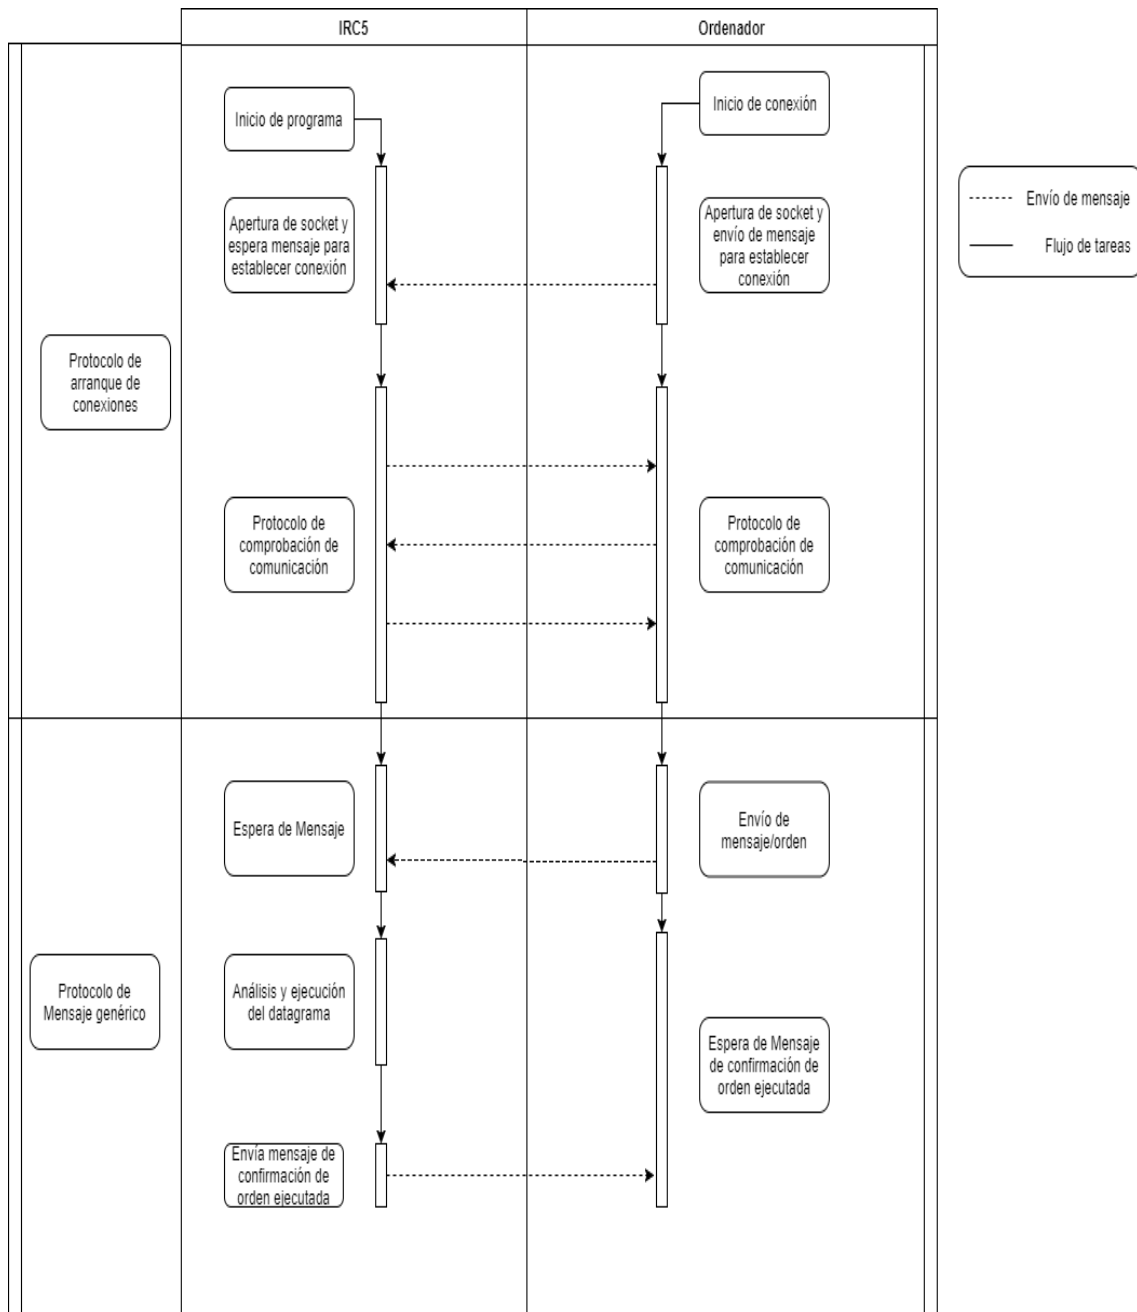 IRC5
Ordenador
Inicio de programa
Inicio de conexión
Apertura de socket y
espera mensaje para
establecer conexión
Apertura de socket y
envío de mensaje
para establecer
conexión
Envío de mensaje
Flujo de tareas
Protocolo de
arranque de
conexiones
Protocolo de
comprobación de
comunicación
Protocolo de
comprobación de
comunicación
Espera de Mensaje
Envío de
mensaje/orden
Protocolo de
Mensaje genérico
Análisis y ejecución
del datagrama
Espera de Mensaje
de confirmación de
orden ejecutada
Envía mensaje de
confirmación de
orden ejecutada